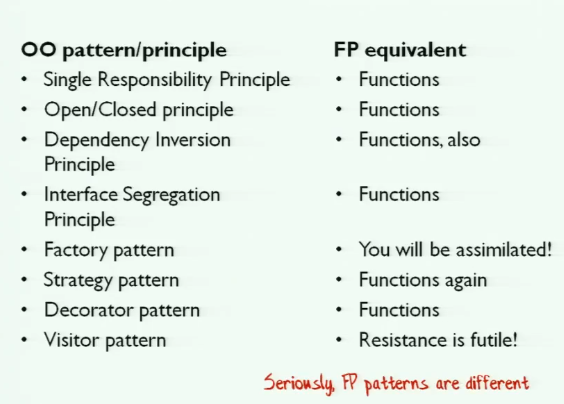 OO pattern/principle FP equivalent
• Single Responsibility Principle • Functions
• Open/Closed principle • Functions
• Dependency Inversion • Functions, also
Principle
• Interface Segregation • Functions
Principle
• Factory pattern • You will be assimilated!
• Strategy pattern • Functions again
• Decorator pattern • Functions
• Visitor pattern • Resistance is futile!
Seriously, FP patterns are different